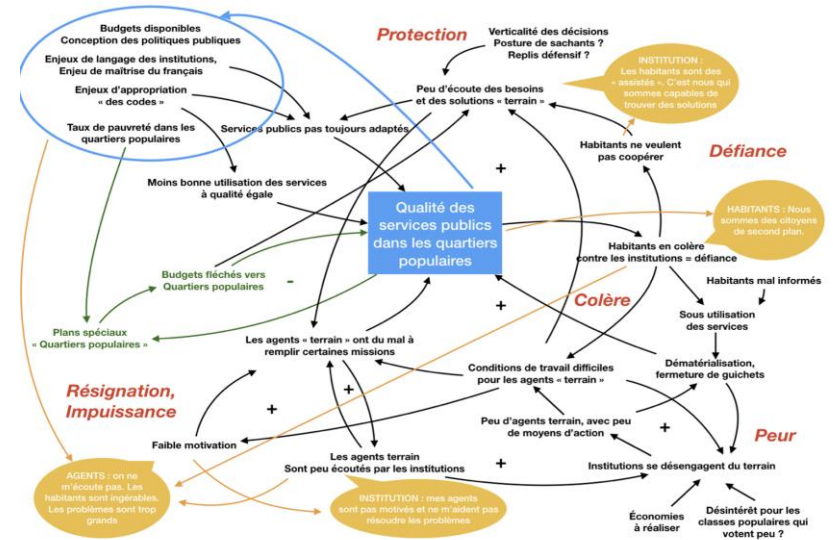 Budgets disponibles
Conception des politiques publiques
Enjeux de langage des institutions,
Enjeu de maîtrise du français
Enjeux d'appropriation
« des codes »
Taux de pauvreté dans les
quartiers populaires
Protection
Verticalité des décisions
Posture de sachants ?
Replis défensif ?
INSTITUTION :
Les habitants sont des
« assistés ». C'est nous qui
sommes capables de
trouver des solutions
Peu d'écoute des besoins
et des solutions « terrain »
Services publics pas toujours adaptés
Habitants ne veulent
pas coopérer
Défiance
Moins bonne utilisation des services
à qualité égale
+
Qualité des
services publics
dans les quartiers
populaires
HABITANTS : Nous
sommes des citoyens
de second plan.
+
Habitants en colère
contre les institutions = défiance
Budgets fléchés vers
Quartiers populaires
-
Habitants mal informés
Colère
+
Sous utilisation
des services
Plans spéciaux
« Quartiers populaires »
Les agents « terrain » ont du mal à
remplir certaines missions
Conditions de travail difficiles
pour les agents « terrain »
Dématérialisation,
fermeture de guichets
Résignation,
Impuissance
+
+
Peu d'agents terrain, avec peu
de moyens d'action
Peur
Faible motivation
+
Les agents terrain
Sont peu écoutés par les institutions
+
Institutions se désengagent du terrain
AGENTS : on ne
m'écoute pas. Les
habitants sont ingérables.
Les problèmes sont trop
grands
INSTITUTION : mes agents
sont pas motivés et ne m'aident pas
résoudre les problèmes
Économies
à réaliser
Désintérêt pour les
classes populaires qui
votent peu ?